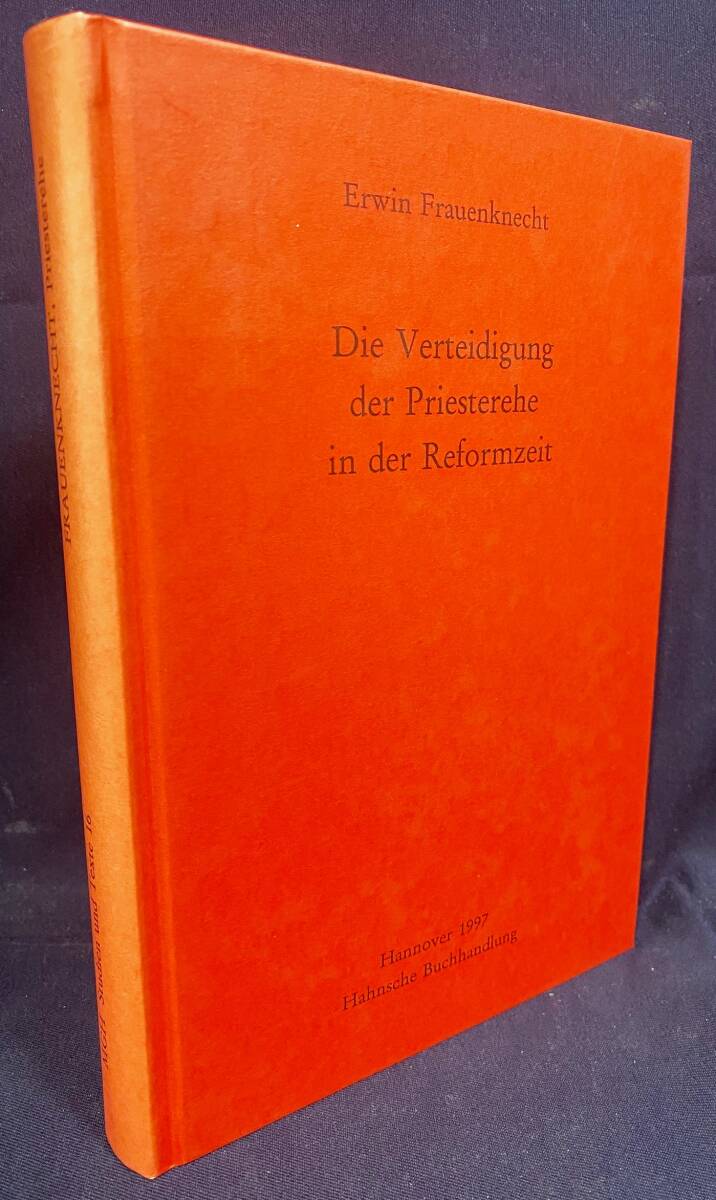 Erwin Frauenknecht
Die Verteidigung
der Priesterehe
in der Reformzeit
Hannover 1997
Hahnsche Buchhandlung
FRAUENKNECHT, Priesterehe
MGH Studien und Texte 16